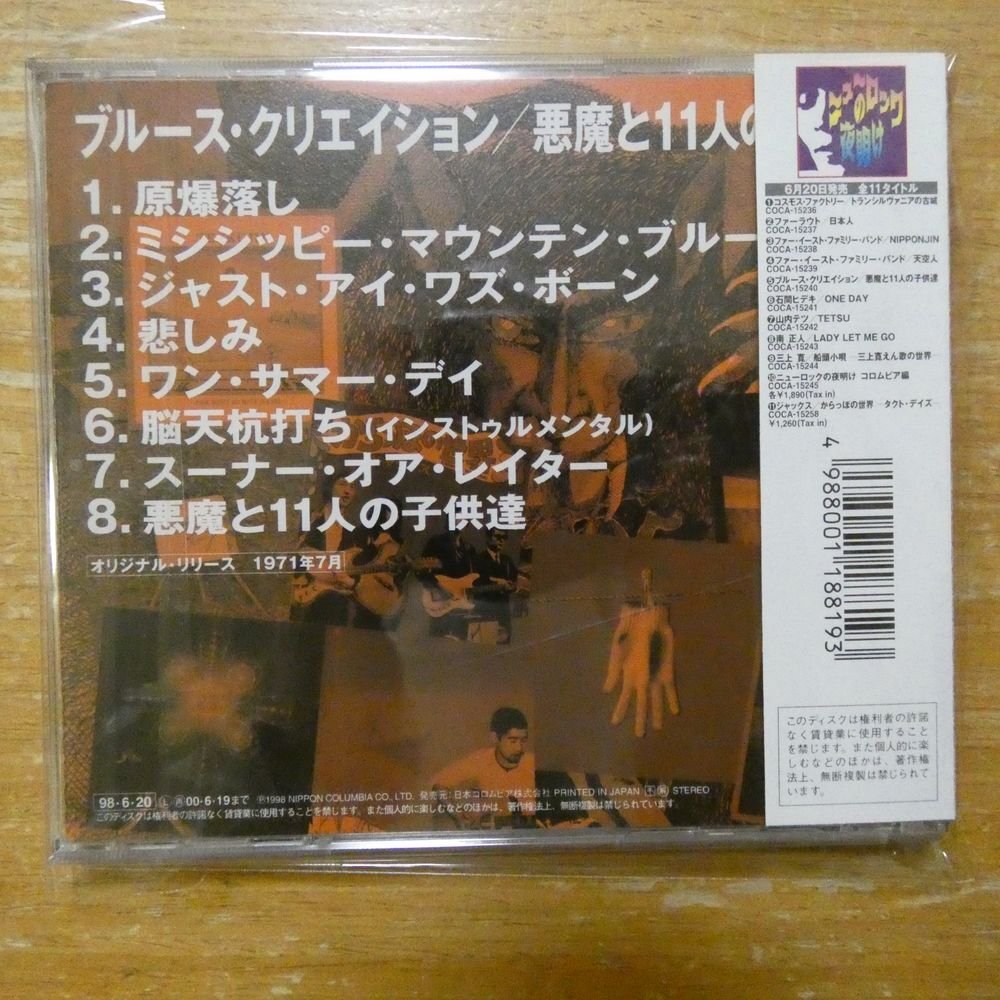 ブルース・クリエイション/悪魔と11人の
1. 原爆落し
2. ミシシッピー・マウンテン・ブルー
3. ジャスト・アイ・ワズ・ボーン
4. 悲しみ
5. ワン・サマー・デイ
6. 脳天杭打ち (インストゥルメンタル)
7. スーナー・オア・レイター
8. 悪魔と11人の子供達
オリジナル・リリース 1971年7月
98・6・20 Ⓛ 再 00・6・19まで Ⓟ1998 NIPPON COLUMBIA CO., LTD. 発売元:日本コロムビア株式会社 PRINTED IN JAPAN STEREO
このディスクは権利者の許諾なく賃貸業に使用することを禁じます。また個人的に楽しむなどのほかは、著作権法上、無断複製は禁じられています。
ニューロック
の
夜明け
6月20日発売 全11タイトル
❶コスモス・ファクトリー/トランシルヴァニアの古城
COCA-15236
❷ファーラウト/日本人
COCA-15237
❸ファー・イースト・ファミリー・バンド/NIPPONJIN
COCA-15238
❹ファー・イースト・ファミリー・バンド/天空人
COCA-15239
❺ブルース・クリエイション/悪魔と11人の子供達
COCA-15240
❻石間ヒデキ/ONE DAY
COCA-15241
❼山内テツ/TETSU
COCA-15242
❽南 正人/LADY LET ME GO
COCA-15243
❾三上 寛/船頭小唄 ―三上寛えん歌の世界―
COCA-15244
❿ニューロックの夜明け コロムビア編
COCA-15245
各¥1,890(Tax in)
⓫ジャックス/からっぽの世界 ―タクト・デイズ―
COCA-15258
¥1,260(Tax in)
4 988001 188193
このディスクは権利者の許諾
なく賃貸業に使用すること
を禁じます。また個人的に楽
しむなどのほかは、著作権
法上、無断複製は禁じられて
います。